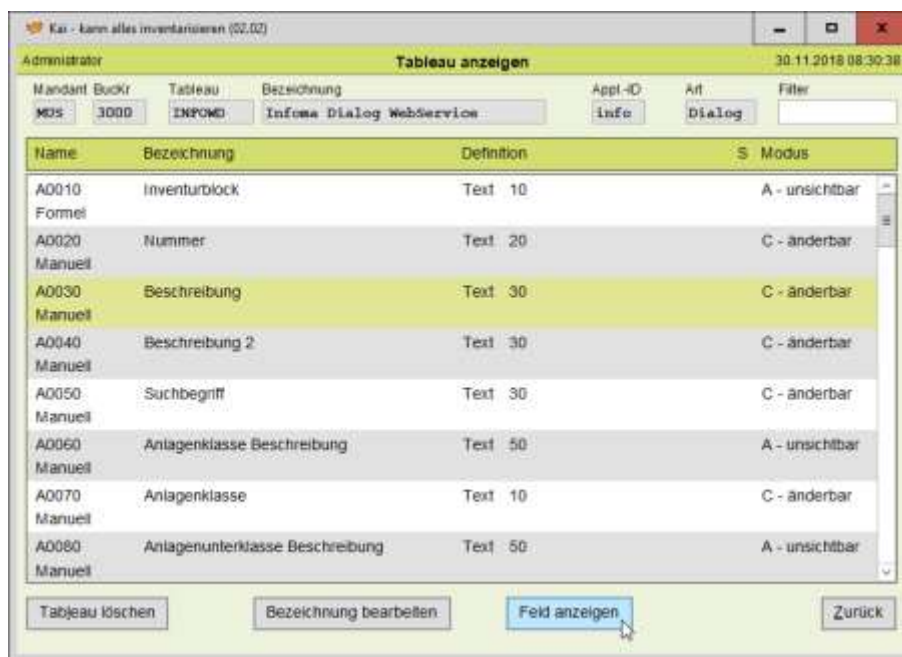 Kai - kann alles inventarisieren (02.02)
Administrator Tableau anzeigen 30.11.2018 08:30:38
Mandant BucKr Tableau Bezeichnung Appl.-ID Art Filter
MDS 3000 INFOWD Infoma Dialog WebService info Dialog
Name Bezeichnung Definition S Modus
A0010 Inventurblock Text 10 A - unsichtbar
Formel
A0020 Nummer Text 20 C - änderbar
Manuell
A0030 Beschreibung Text 30 C - änderbar
Manuell
A0040 Beschreibung 2 Text 30 C - änderbar
Manuell
A0050 Suchbegriff Text 30 C - änderbar
Manuell
A0060 Anlagenklasse Beschreibung Text 50 A - unsichtbar
Manuell
A0070 Anlagenklasse Text 10 C - änderbar
Manuell
A0080 Anlagenunterklasse Beschreibung Text 50 A - unsichtbar
Manuell
Tableau löschen Bezeichnung bearbeiten Feld anzeigen Zurück